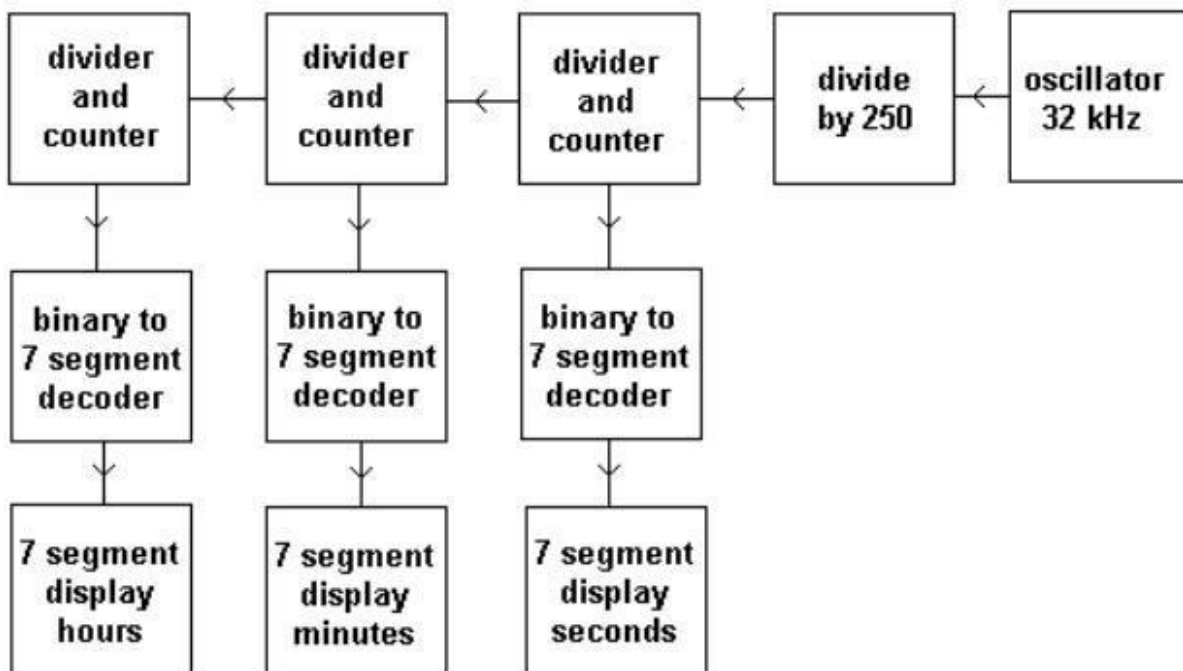 divider
and
counter
divider
and
counter
divider
and
counter
divide
by 250
oscillator
32 kHz
binary to
7 segment
decoder
binary to
7 segment
decoder
binary to
7 segment
decoder
7 segment
display
hours
7 segment
display
minutes
7 segment
display
seconds